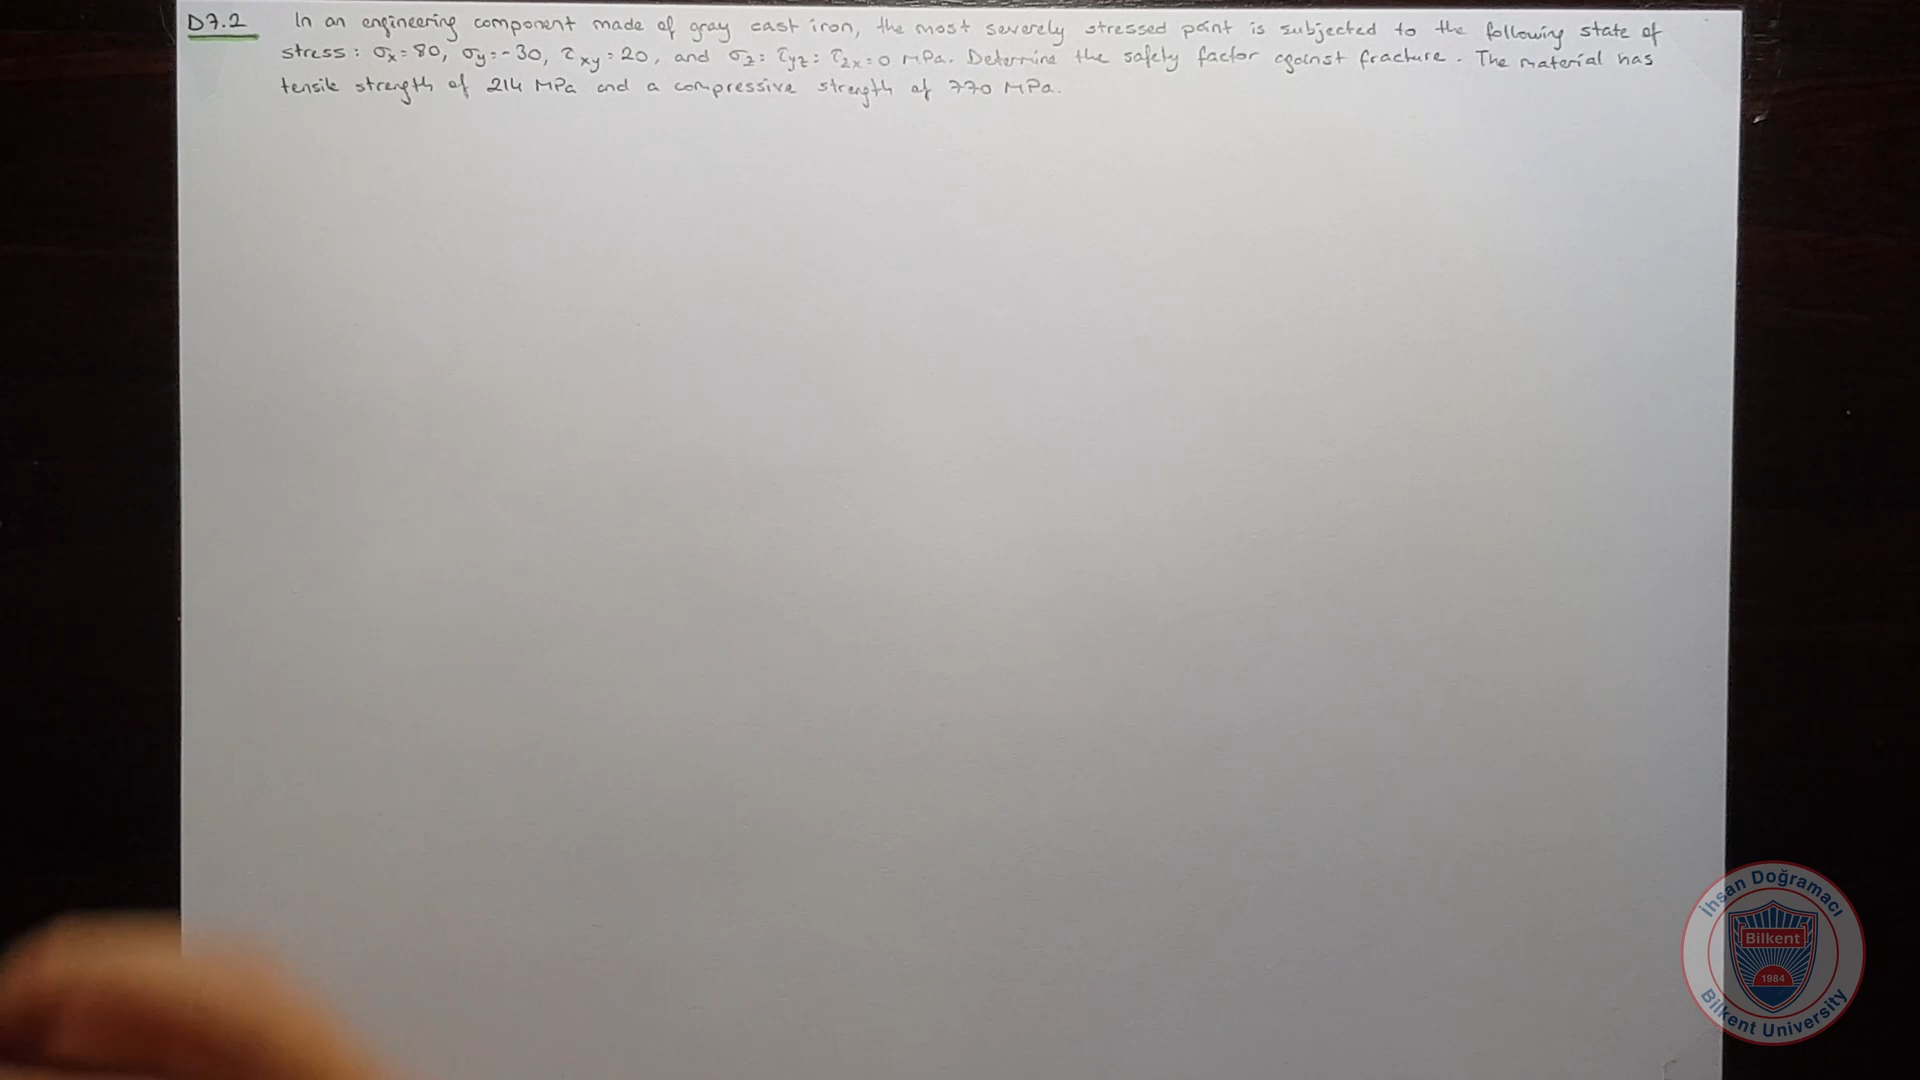 D7.2 In an engineering component made of gray cast iron, the most severely stressed point is subjected to the following state of
stress: σx=80, σy=-30, τxy=20, and σz=τyz=τzx=0 MPa. Determine the safety factor against fracture. The material has
tensile strength of 214 MPa and a compressive strength of 770 MPa.
İhsan Doğramacı
Bilkent
1984
Bilkent University